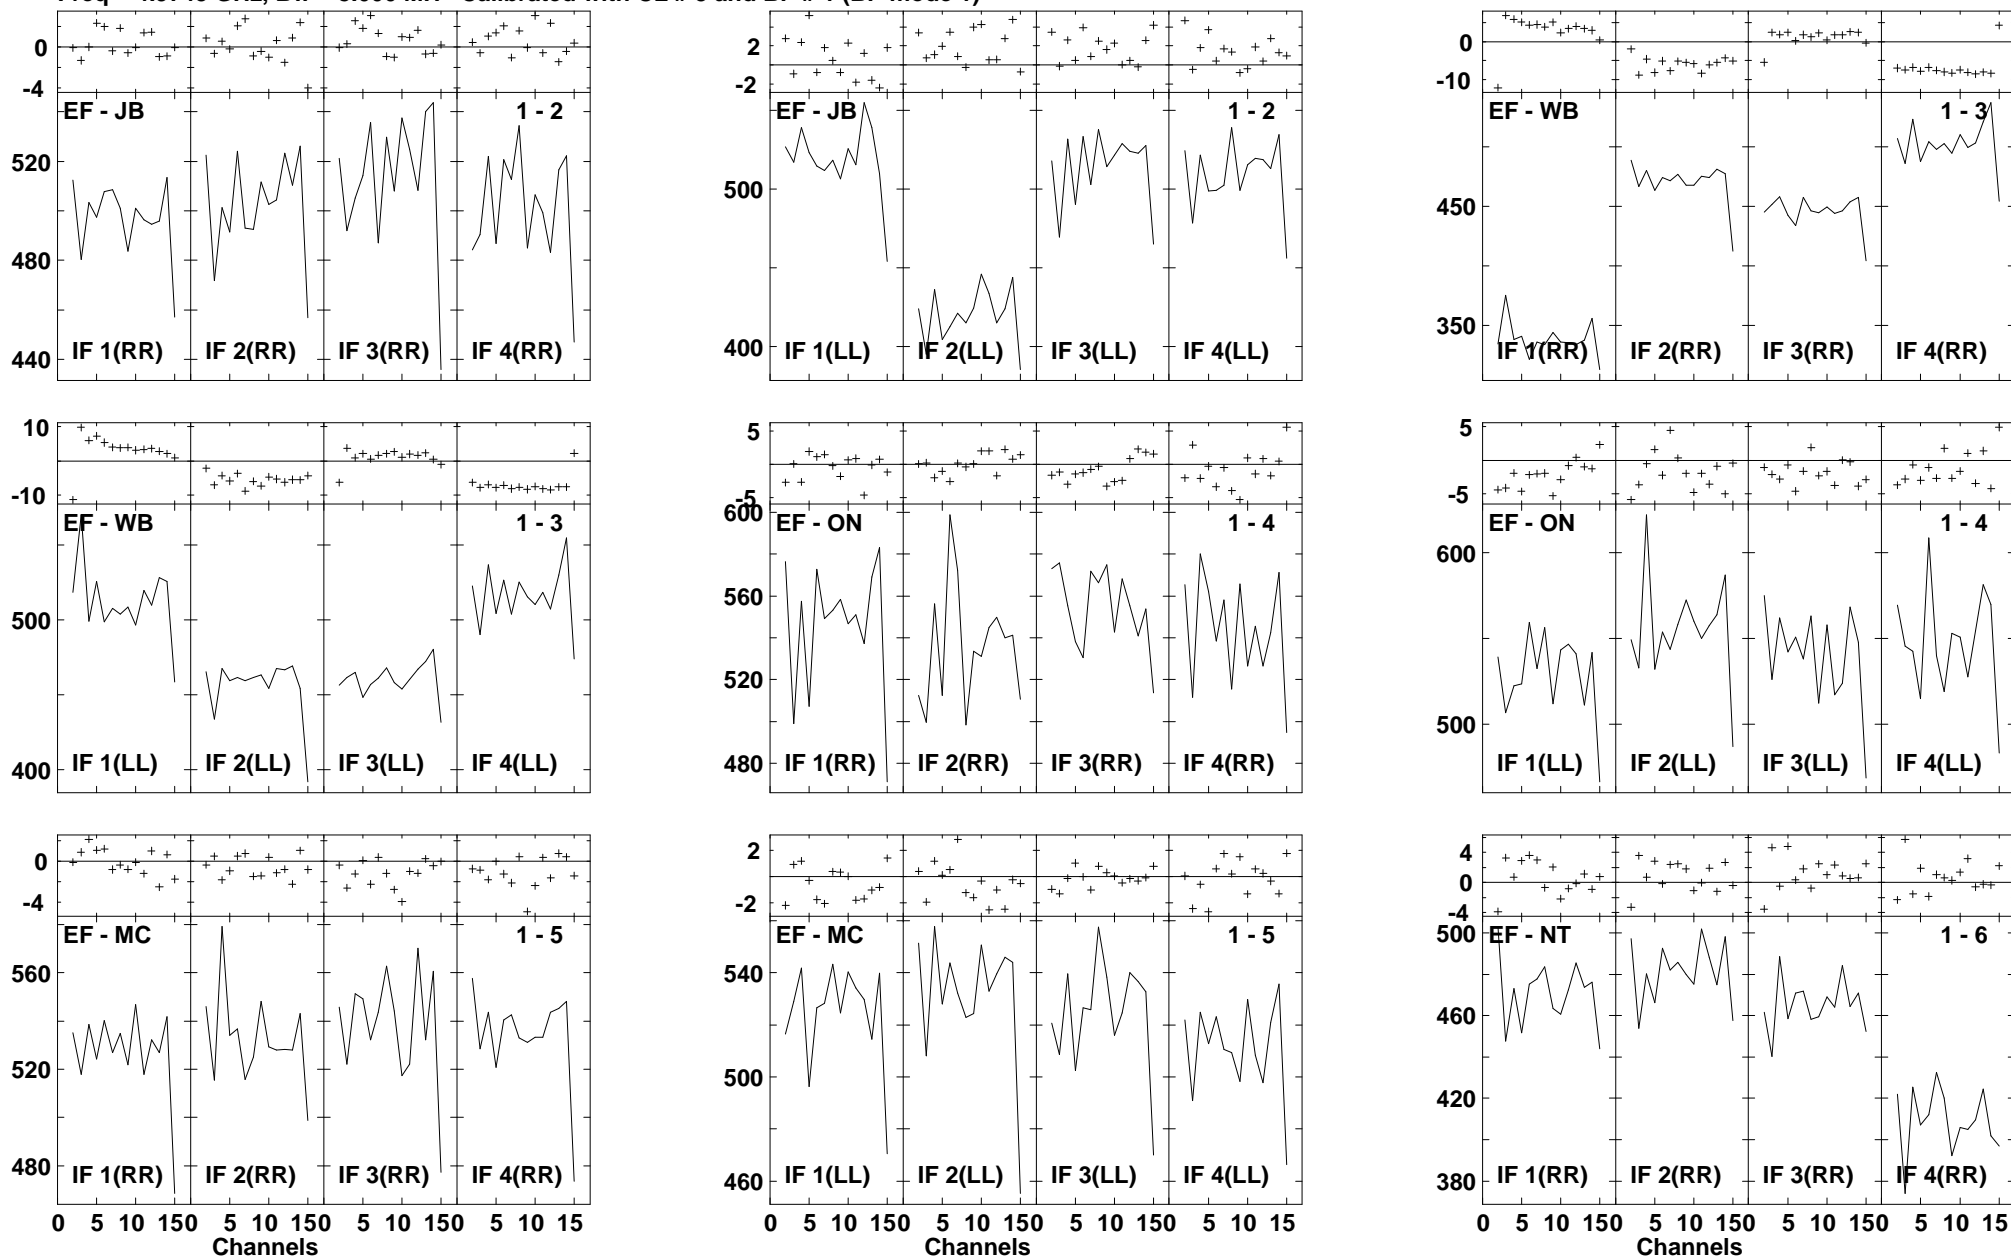 0
-4
EF - JB
1 - 2
520
480
440
IF 1(RR)
IF 2(RR)
IF 3(RR)
IF 4(RR)
2
-2
EF - JB
1 - 2
500
400
IF 1(LL)
IF 2(LL)
IF 3(LL)
IF 4(LL)
0
-10
EF - WB
1 - 3
450
350
IF 1(RR)
IF 2(RR)
IF 3(RR)
IF 4(RR)
10
-10
EF - WB
1 - 3
500
400
IF 1(LL)
IF 2(LL)
IF 3(LL)
IF 4(LL)
5
-5
600
EF - ON
1 - 4
560
520
480
IF 1(RR)
IF 2(RR)
IF 3(RR)
IF 4(RR)
5
-5
EF - ON
1 - 4
600
500
IF 1(LL)
IF 2(LL)
IF 3(LL)
IF 4(LL)
0
-4
EF - MC
1 - 5
560
520
480
IF 1(RR)
IF 2(RR)
IF 3(RR)
IF 4(RR)
0 5 10 150 5 10 150 5 10 150 5 10 15
Channels
2
-2
EF - MC
1 - 5
540
500
460
IF 1(LL)
IF 2(LL)
IF 3(LL)
IF 4(LL)
0 5 10 150 5 10 150 5 10 150 5 10 15
Channels
4
0
-4
500
EF - NT
1 - 6
460
420
380
IF 1(RR)
IF 2(RR)
IF 3(RR)
IF 4(RR)
0 5 10 150 5 10 150 5 10 150 5 10 15
Channels